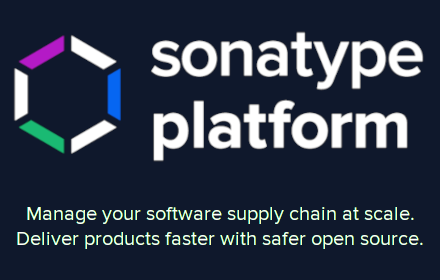 sonatype
platform
Manage your software supply chain at scale.
Deliver products faster with safer open source.